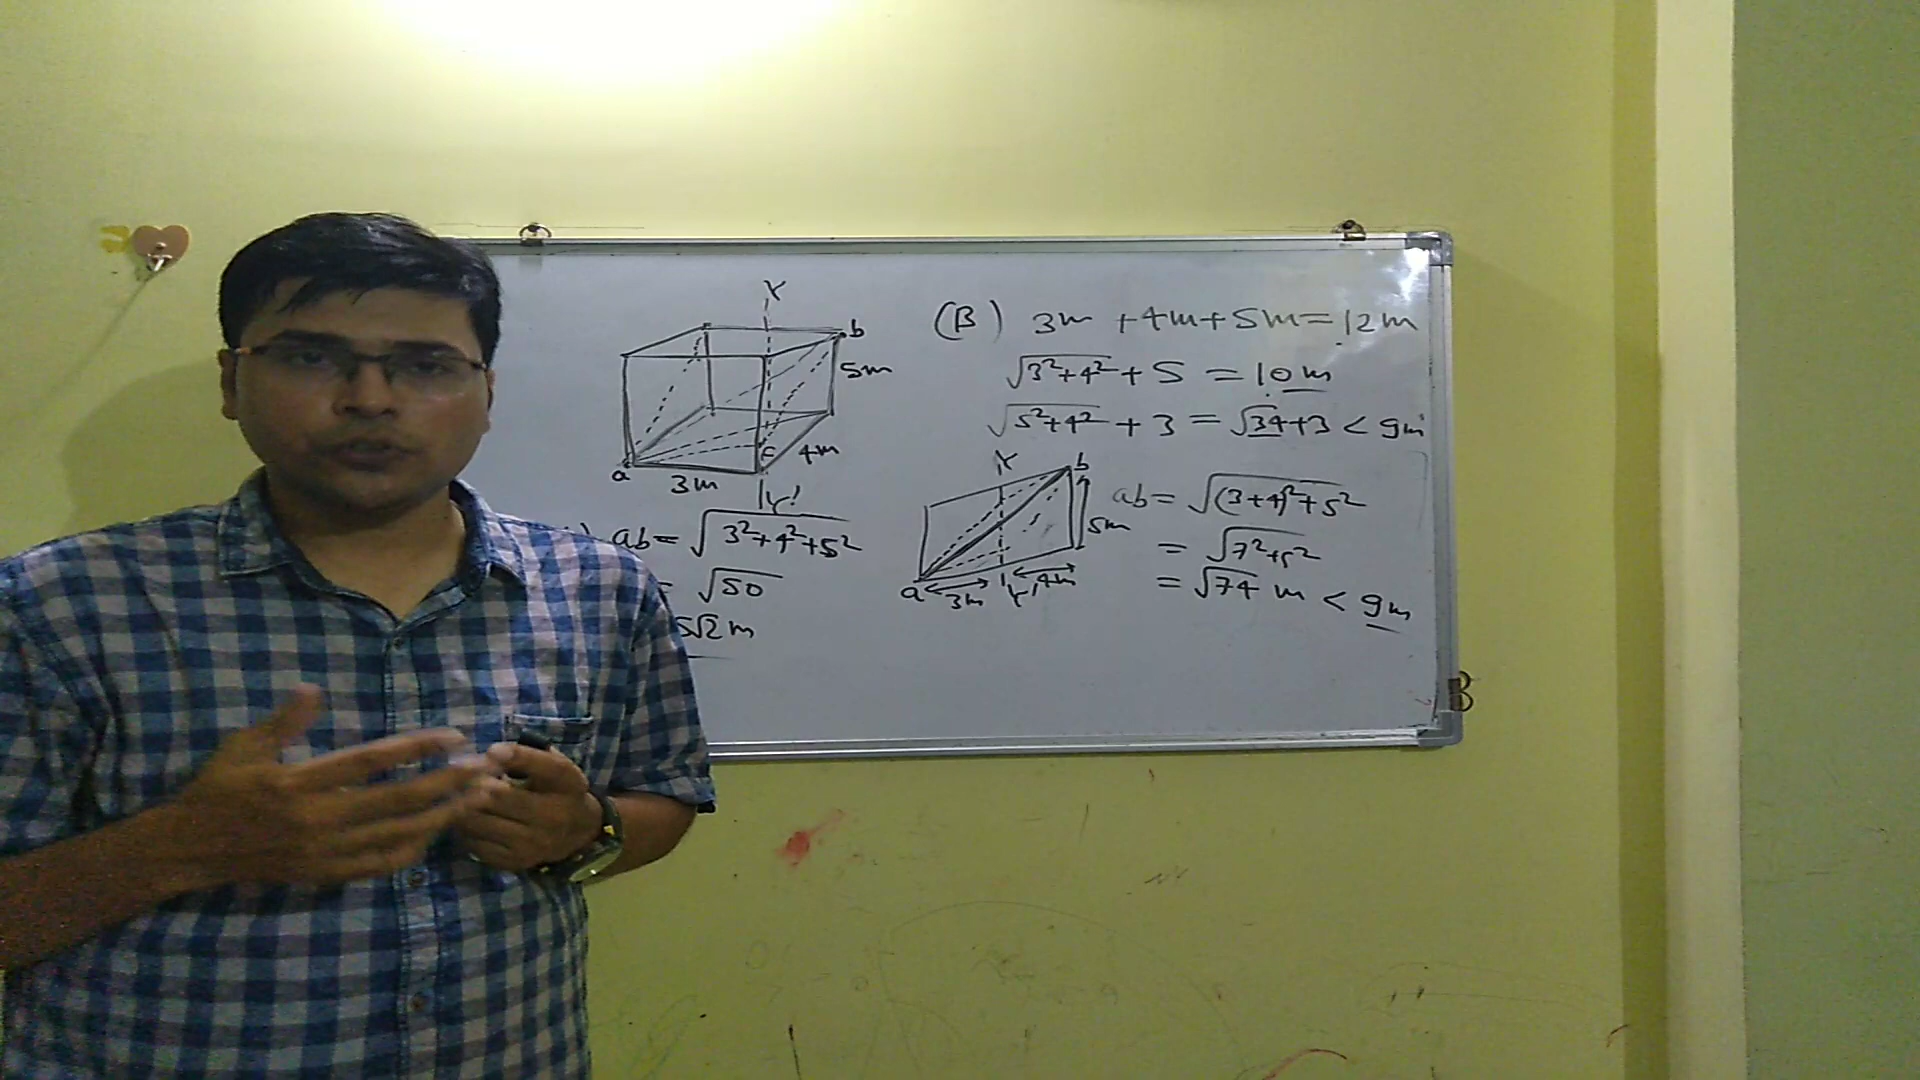 Y
b
5m
4m
c
a
3m
Y'
ab = √3²+4²+5²
= √50
5√2 m
(B) 3m + 4m + 5m = 12m
√3²+4² + 5 = 10m
√5²+4² + 3 = √34+3 < 9m
Y
b
5m
a
3m
Y'
4m
ab = √(3+4)²+5²
= √7²+5²
= √74 m < 9m